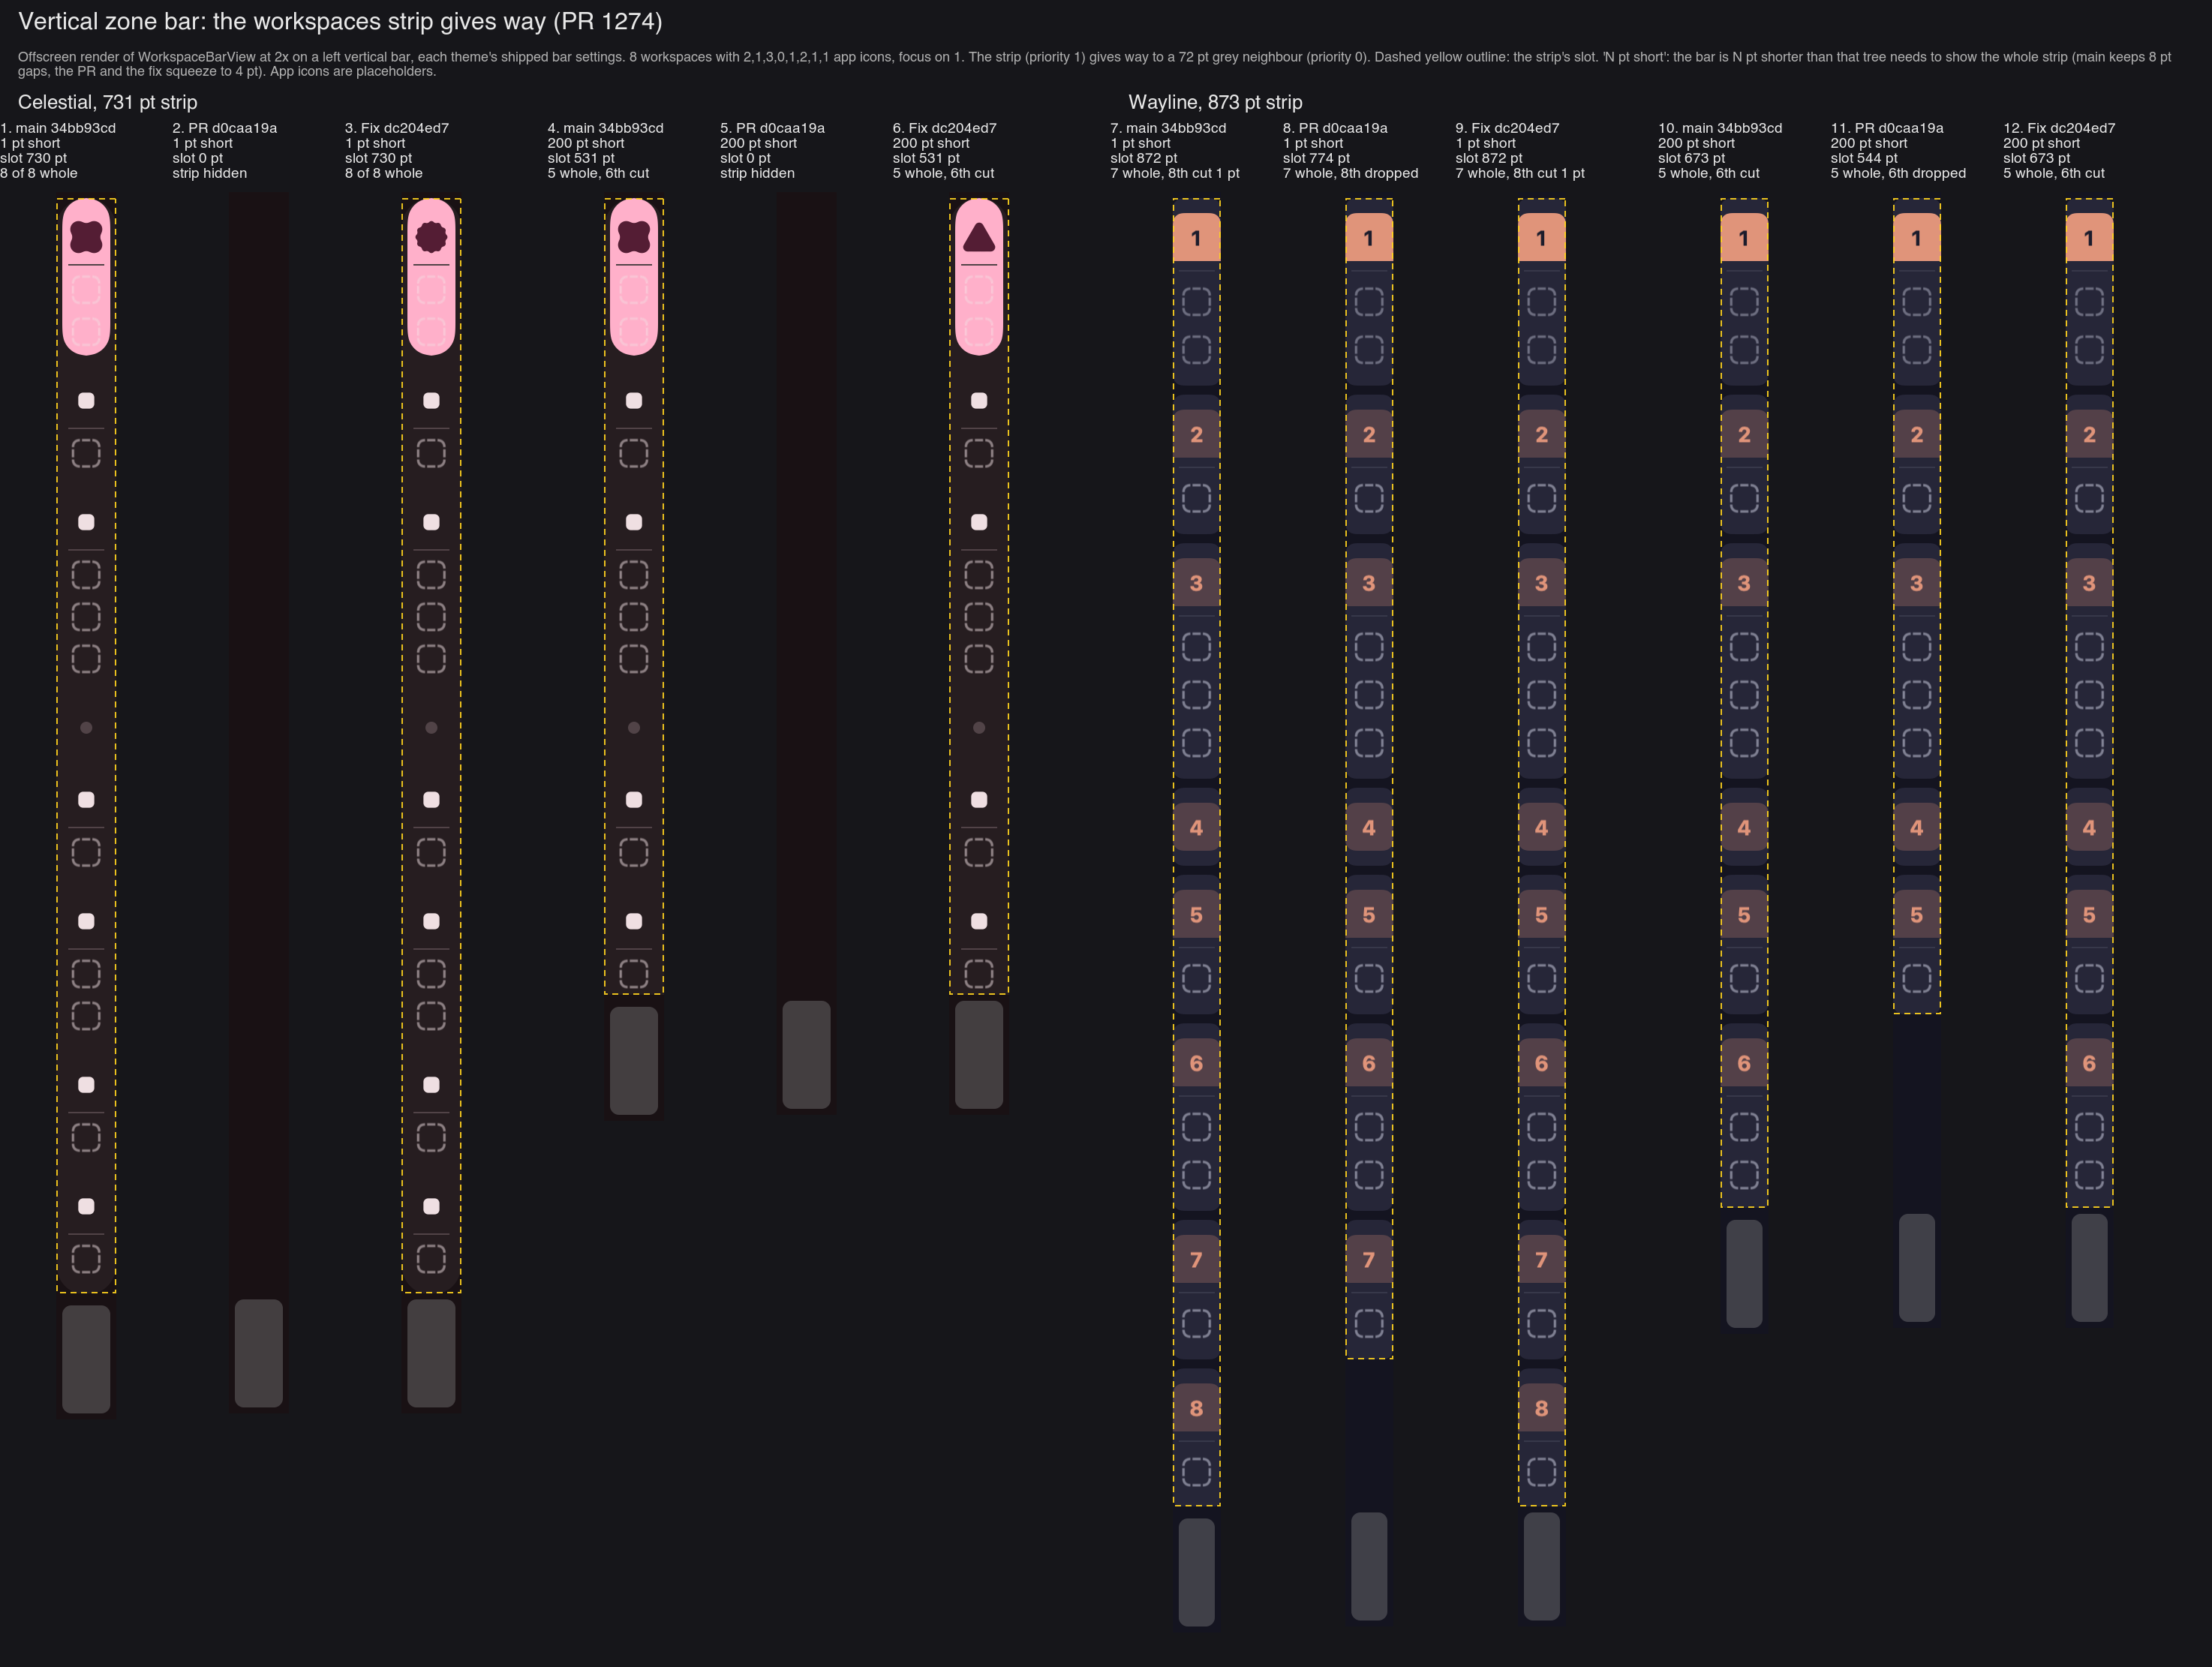 Vertical zone bar: the workspaces strip gives way (PR 1274)
Offscreen render of WorkspaceBarView at 2x on a left vertical bar, each theme's shipped bar settings. 8 workspaces with 2,1,3,0,1,2,1,1 app icons, focus on 1. The strip (priority 1) gives way to a 72 pt grey neighbour (priority 0). Dashed yellow outline: the strip's slot. 'N pt short': the bar is N pt shorter than that tree needs to show the whole strip (main keeps 8 pt
gaps, the PR and the fix squeeze to 4 pt). App icons are placeholders.
Celestial, 731 pt strip
1. main 34bb93cd
1 pt short
slot 730 pt
8 of 8 whole
2. PR d0caa19a
1 pt short
slot 0 pt
strip hidden
3. Fix dc204ed7
1 pt short
slot 730 pt
8 of 8 whole
4. main 34bb93cd
200 pt short
slot 531 pt
5 whole, 6th cut
5. PR d0caa19a
200 pt short
slot 0 pt
strip hidden
6. Fix dc204ed7
200 pt short
slot 531 pt
5 whole, 6th cut
Wayline, 873 pt strip
7. main 34bb93cd
1 pt short
slot 872 pt
7 whole, 8th cut 1 pt
1
2
3
4
5
6
7
8
8. PR d0caa19a
1 pt short
slot 774 pt
7 whole, 8th dropped
1
2
3
4
5
6
7
9. Fix dc204ed7
1 pt short
slot 872 pt
7 whole, 8th cut 1 pt
1
2
3
4
5
6
7
8
10. main 34bb93cd
200 pt short
slot 673 pt
5 whole, 6th cut
1
2
3
4
5
6
11. PR d0caa19a
200 pt short
slot 544 pt
5 whole, 6th dropped
1
2
3
4
5
12. Fix dc204ed7
200 pt short
slot 673 pt
5 whole, 6th cut
1
2
3
4
5
6